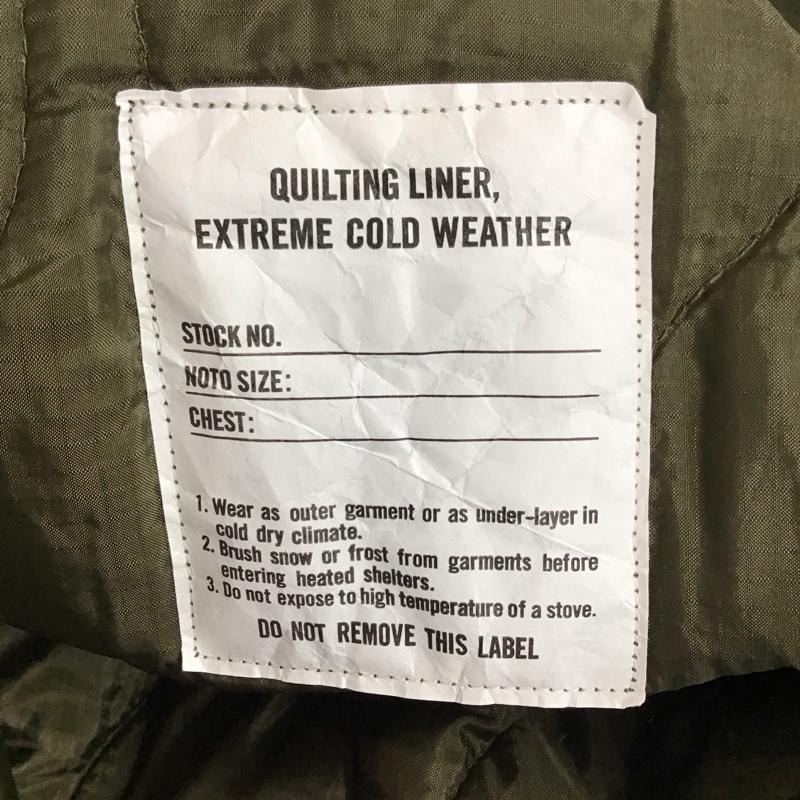 QUILTING LINER,
EXTREME COLD WEATHER
STOCK NO.
NOTO SIZE:
CHEST:
1. Wear as outer garment or as under-layer in
cold dry climate.
2. Brush snow or frost from garments before
entering heated shelters.
3. Do not expose to high temperature of a stove.
DO NOT REMOVE THIS LABEL